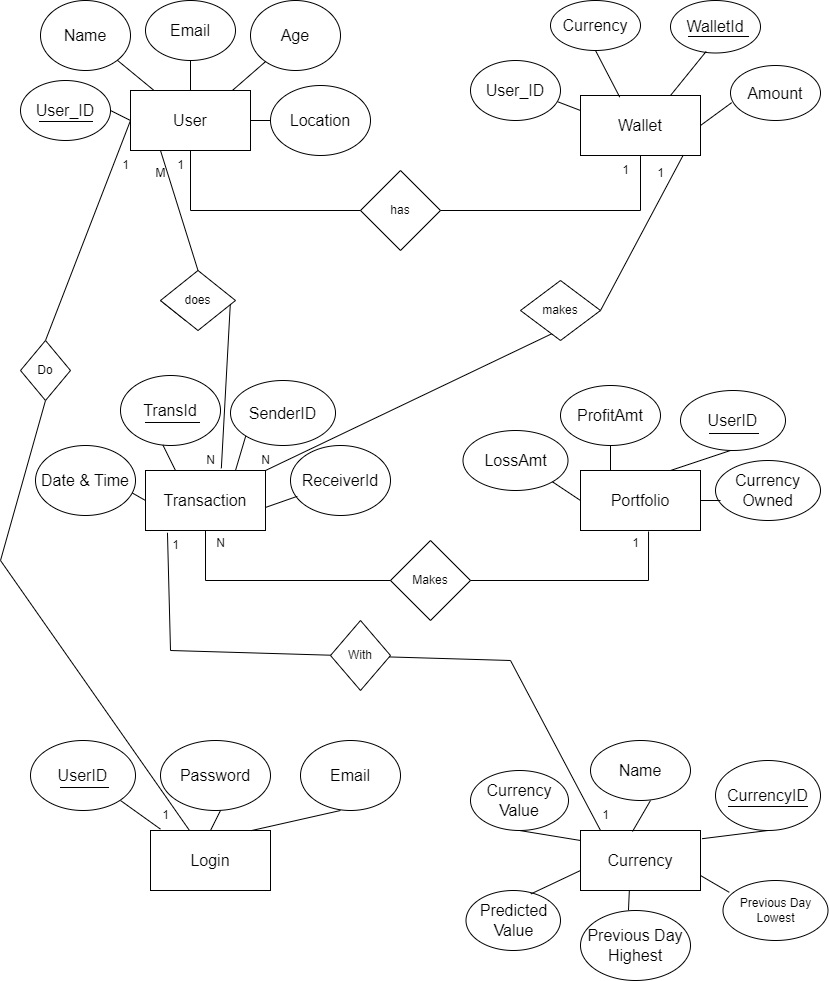 Name
Email
Age
User_ID
User
Location
Currency
WalletId
User_ID
Wallet
Amount
1
M
1
1
1
has
does
makes
Do
TransId
SenderID
Date & Time
N
N
Transaction
ReceiverId
ProfitAmt
UserID
LossAmt
Portfolio
Currency
Owned
1
N
1
Makes
With
UserID
Password
Email
1
Login
Currency
Value
Name
CurrencyID
1
Currency
Predicted
Value
Previous Day
Highest
Previous Day
Lowest